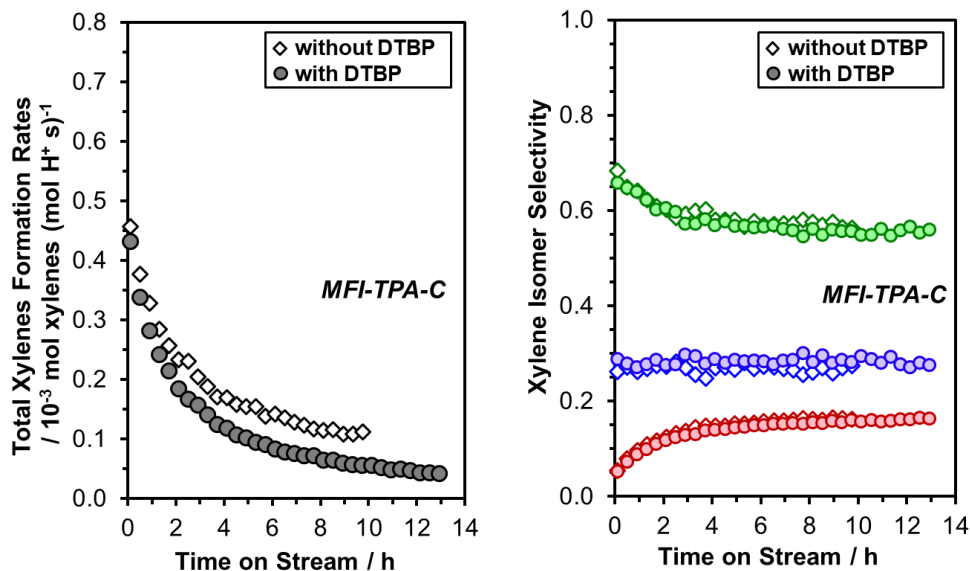 Total Xylenes Formation Rates
/ 10⁻³ mol xylenes (mol H⁺ s)⁻¹
0.8
0.7
0.6
0.5
0.4
0.3
0.2
0.1
0.0
without DTBP
with DTBP
MFI-TPA-C
0 2 4 6 8 10 12 14
Time on Stream / h
Xylene Isomer Selectivity
1.0
0.8
0.6
0.4
0.2
0.0
without DTBP
with DTBP
MFI-TPA-C
0 2 4 6 8 10 12 14
Time on Stream / h